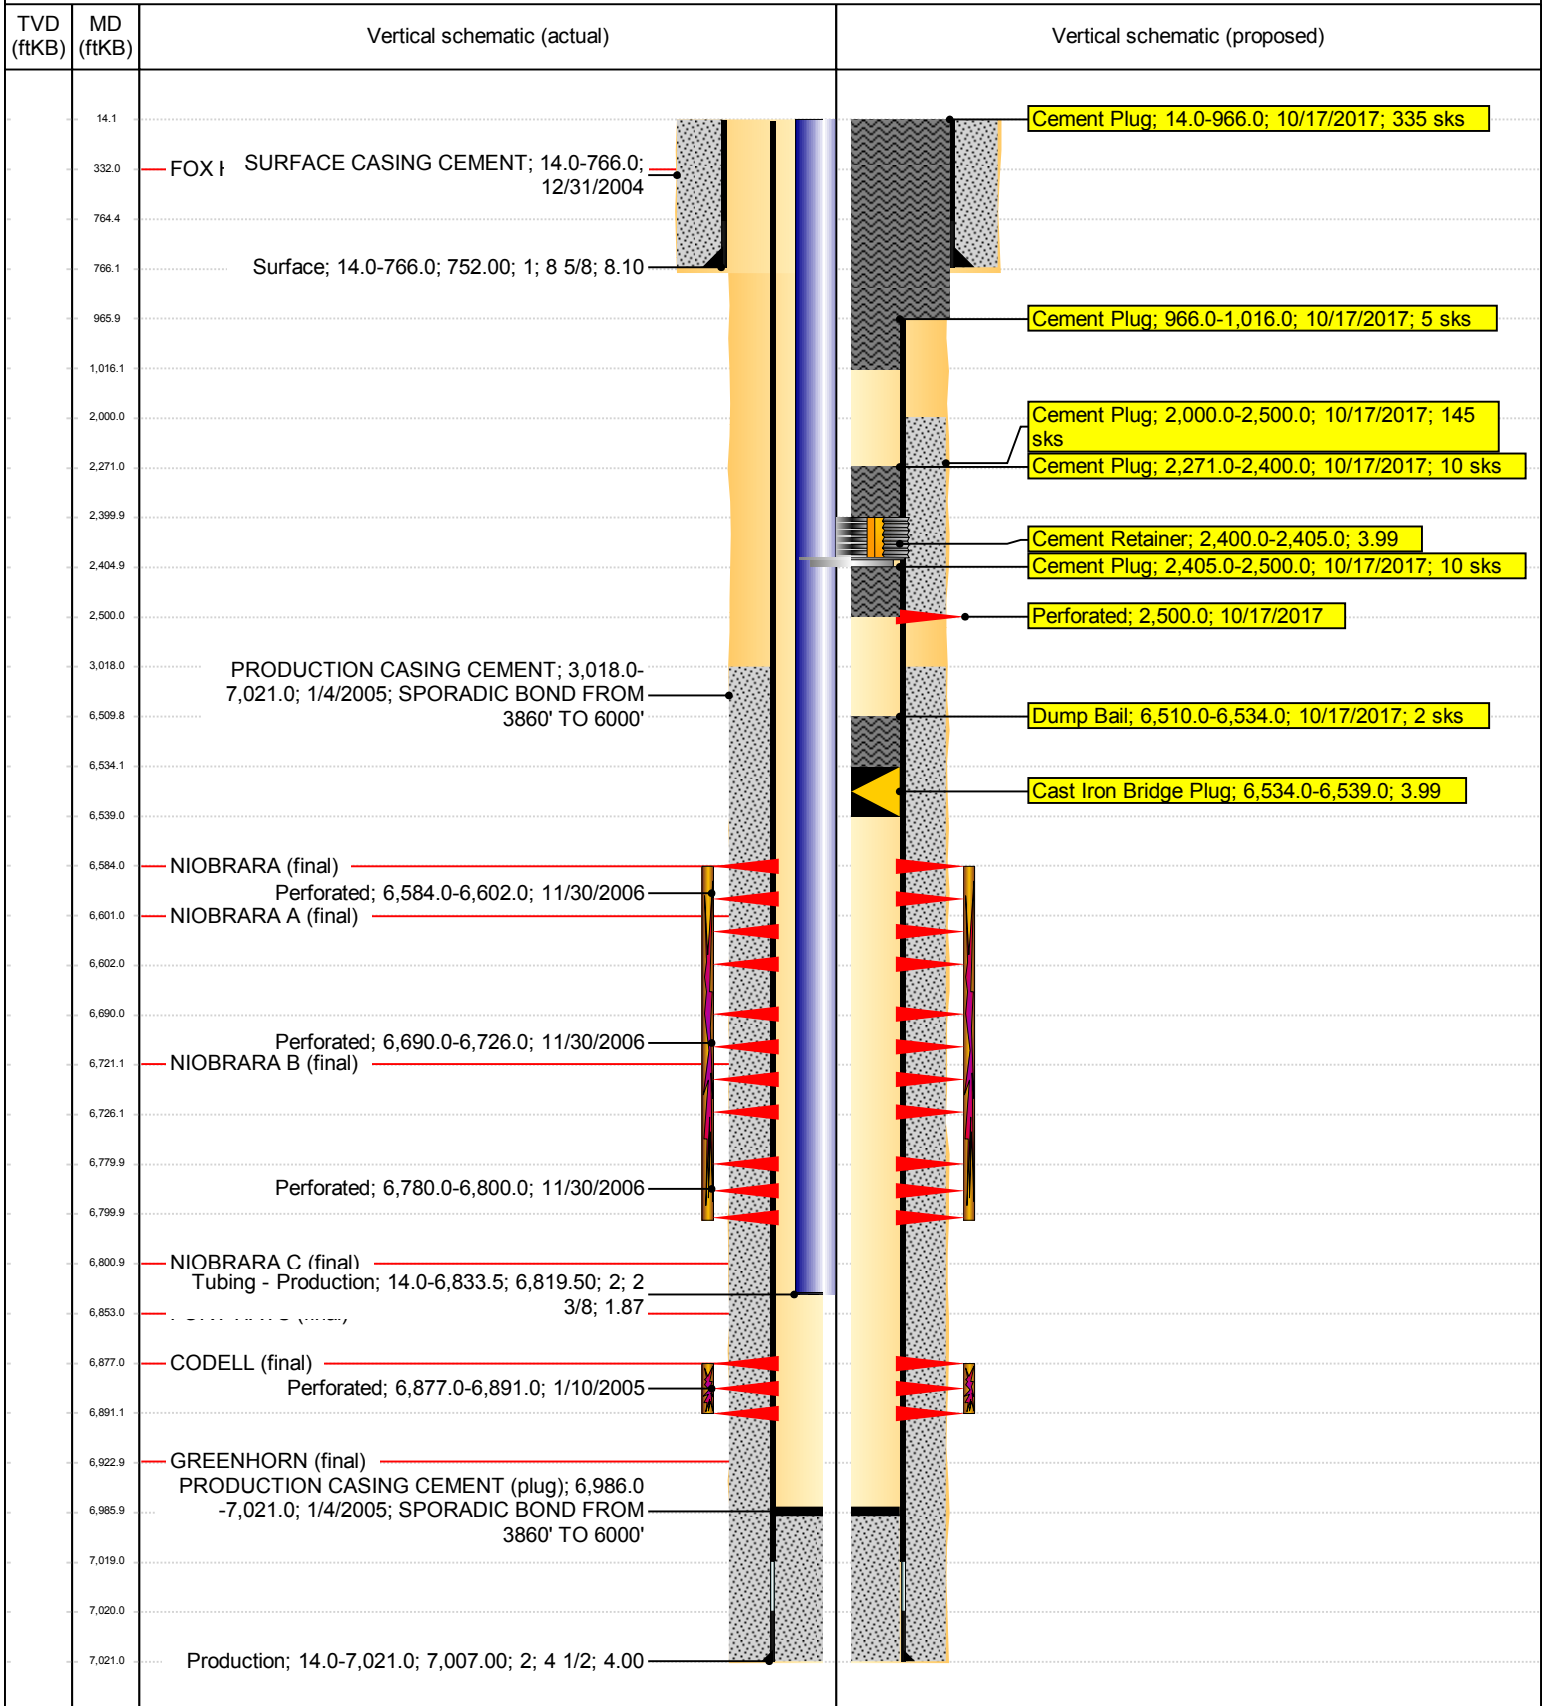 TVD (ftKB)
MD (ftKB)
Vertical schematic (actual)
Vertical schematic (proposed)
14.1
332.0
764.4
766.1
965.9
1,016.1
2,000.0
2,271.0
2,399.9
2,404.9
2,500.0
3,018.0
6,509.8
6,534.1
6,539.0
6,584.0
6,601.0
6,602.0
6,690.0
6,721.1
6,726.1
6,779.9
6,799.9
6,800.9
6,853.0
6,877.0
6,891.1
6,922.9
6,985.9
7,019.0
7,020.0
7,021.0
FOX
SURFACE CASING CEMENT; 14.0-766.0;
12/31/2004
Surface; 14.0-766.0; 752.00; 1; 8 5/8; 8.10
PRODUCTION CASING CEMENT; 3,018.0-
7,021.0; 1/4/2005; SPORADIC BOND FROM
3860' TO 6000'
NIOBRARA (final)
Perforated; 6,584.0-6,602.0; 11/30/2006
NIOBRARA A (final)
Perforated; 6,690.0-6,726.0; 11/30/2006
NIOBRARA B (final)
Perforated; 6,780.0-6,800.0; 11/30/2006
NIOBRARA C (final)
Tubing - Production; 14.0-6,833.5; 6,819.50; 2; 2
3/8; 1.87
CODELL (final)
Perforated; 6,877.0-6,891.0; 1/10/2005
GREENHORN (final)
PRODUCTION CASING CEMENT (plug); 6,986.0
-7,021.0; 1/4/2005; SPORADIC BOND FROM
3860' TO 6000'
Production; 14.0-7,021.0; 7,007.00; 2; 4 1/2; 4.00
Cement Plug; 14.0-966.0; 10/17/2017; 335 sks
Cement Plug; 966.0-1,016.0; 10/17/2017; 5 sks
Cement Plug; 2,000.0-2,500.0; 10/17/2017; 145
sks
Cement Plug; 2,271.0-2,400.0; 10/17/2017; 10 sks
Cement Retainer; 2,400.0-2,405.0; 3.99
Cement Plug; 2,405.0-2,500.0; 10/17/2017; 10 sks
Perforated; 2,500.0; 10/17/2017
Dump Bail; 6,510.0-6,534.0; 10/17/2017; 2 sks
Cast Iron Bridge Plug; 6,534.0-6,539.0; 3.99